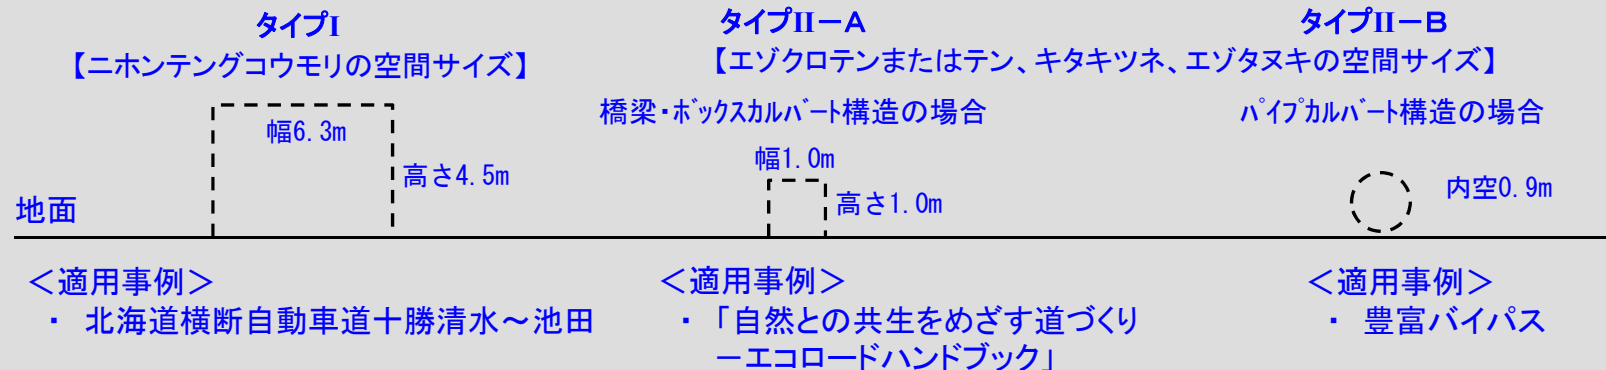 タイプI
【ニホンテングコウモリの空間サイズ】
幅6.3m
高さ4.5m
タイプII－A
タイプII－B
【エゾクロテンまたはテン、キタキツネ、エゾタヌキの空間サイズ】
橋梁・ボックスカルバート構造の場合
幅1.0m
高さ1.0m
パイプカルバート構造の場合
内空0.9m
地面
＜適用事例＞
・ 北海道横断自動車道十勝清水～池田
＜適用事例＞
・ 「自然との共生をめざす道づくり
－エコロードハンドブック」
＜適用事例＞
・ 豊富バイパス